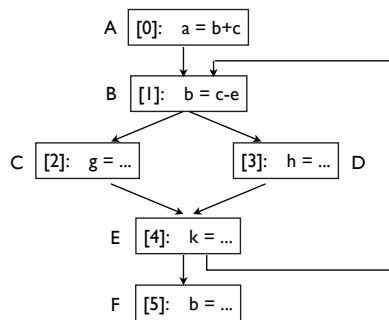 A [0]: a = b+c
B [1]: b = c-e
C [2]: g = ... [3]: h = ... D
E [4]: k = ...
F [5]: b = ...